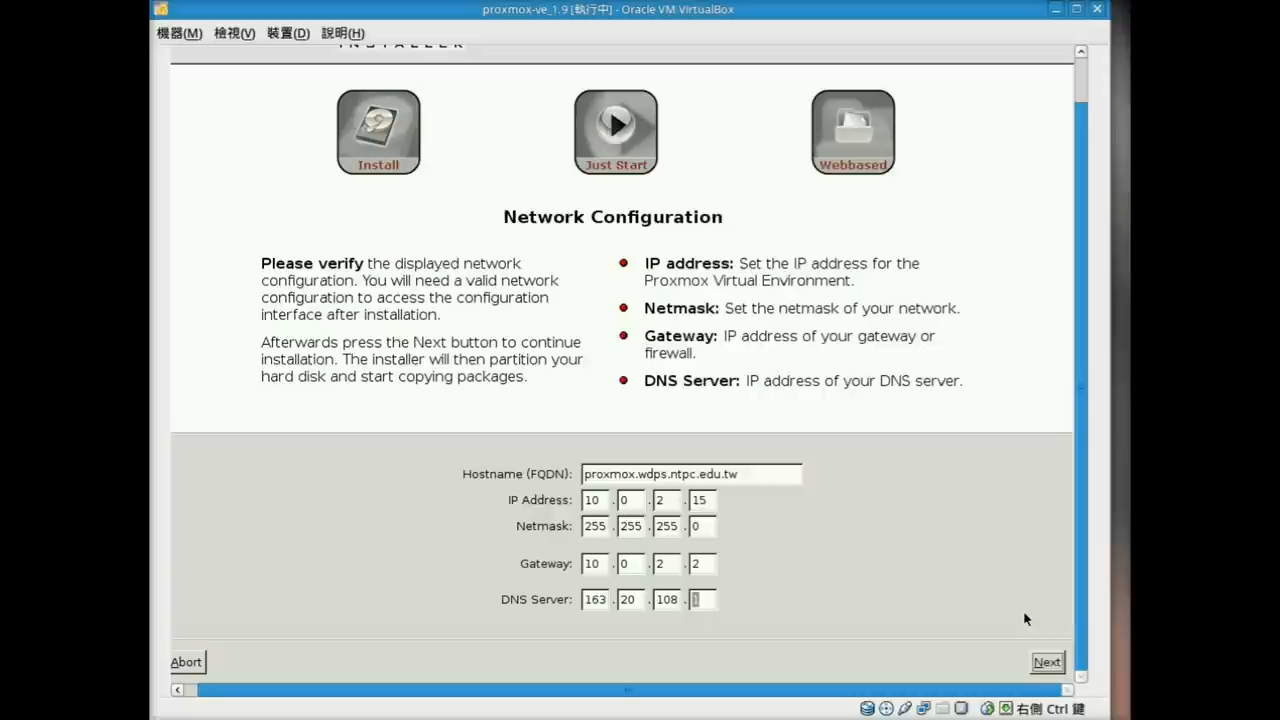 proxmox-ve_1.9 [執行中] - Oracle VM VirtualBox
機器(M) 檢視(V) 裝置(D) 說明(H)
INSTALLER
Install
Just Start
Webbased
Network Configuration
Please verify the displayed network
configuration. You will need a valid network
configuration to access the configuration
interface after installation.
Afterwards press the Next button to continue
installation. The installer will then partition your
hard disk and start copying packages.
IP address: Set the IP address for the
Proxmox Virtual Environment.
Netmask: Set the netmask of your network.
Gateway: IP address of your gateway or
firewall.
DNS Server: IP address of your DNS server.
Hostname (FQDN): proxmox.wdps.ntpc.edu.tw
IP Address: 10 . 0 . 2 . 15
Netmask: 255 . 255 . 255 . 0
Gateway: 10 . 0 . 2 . 2
DNS Server: 163 . 20 . 108 .
Abort
Next
右側 Ctrl 鍵